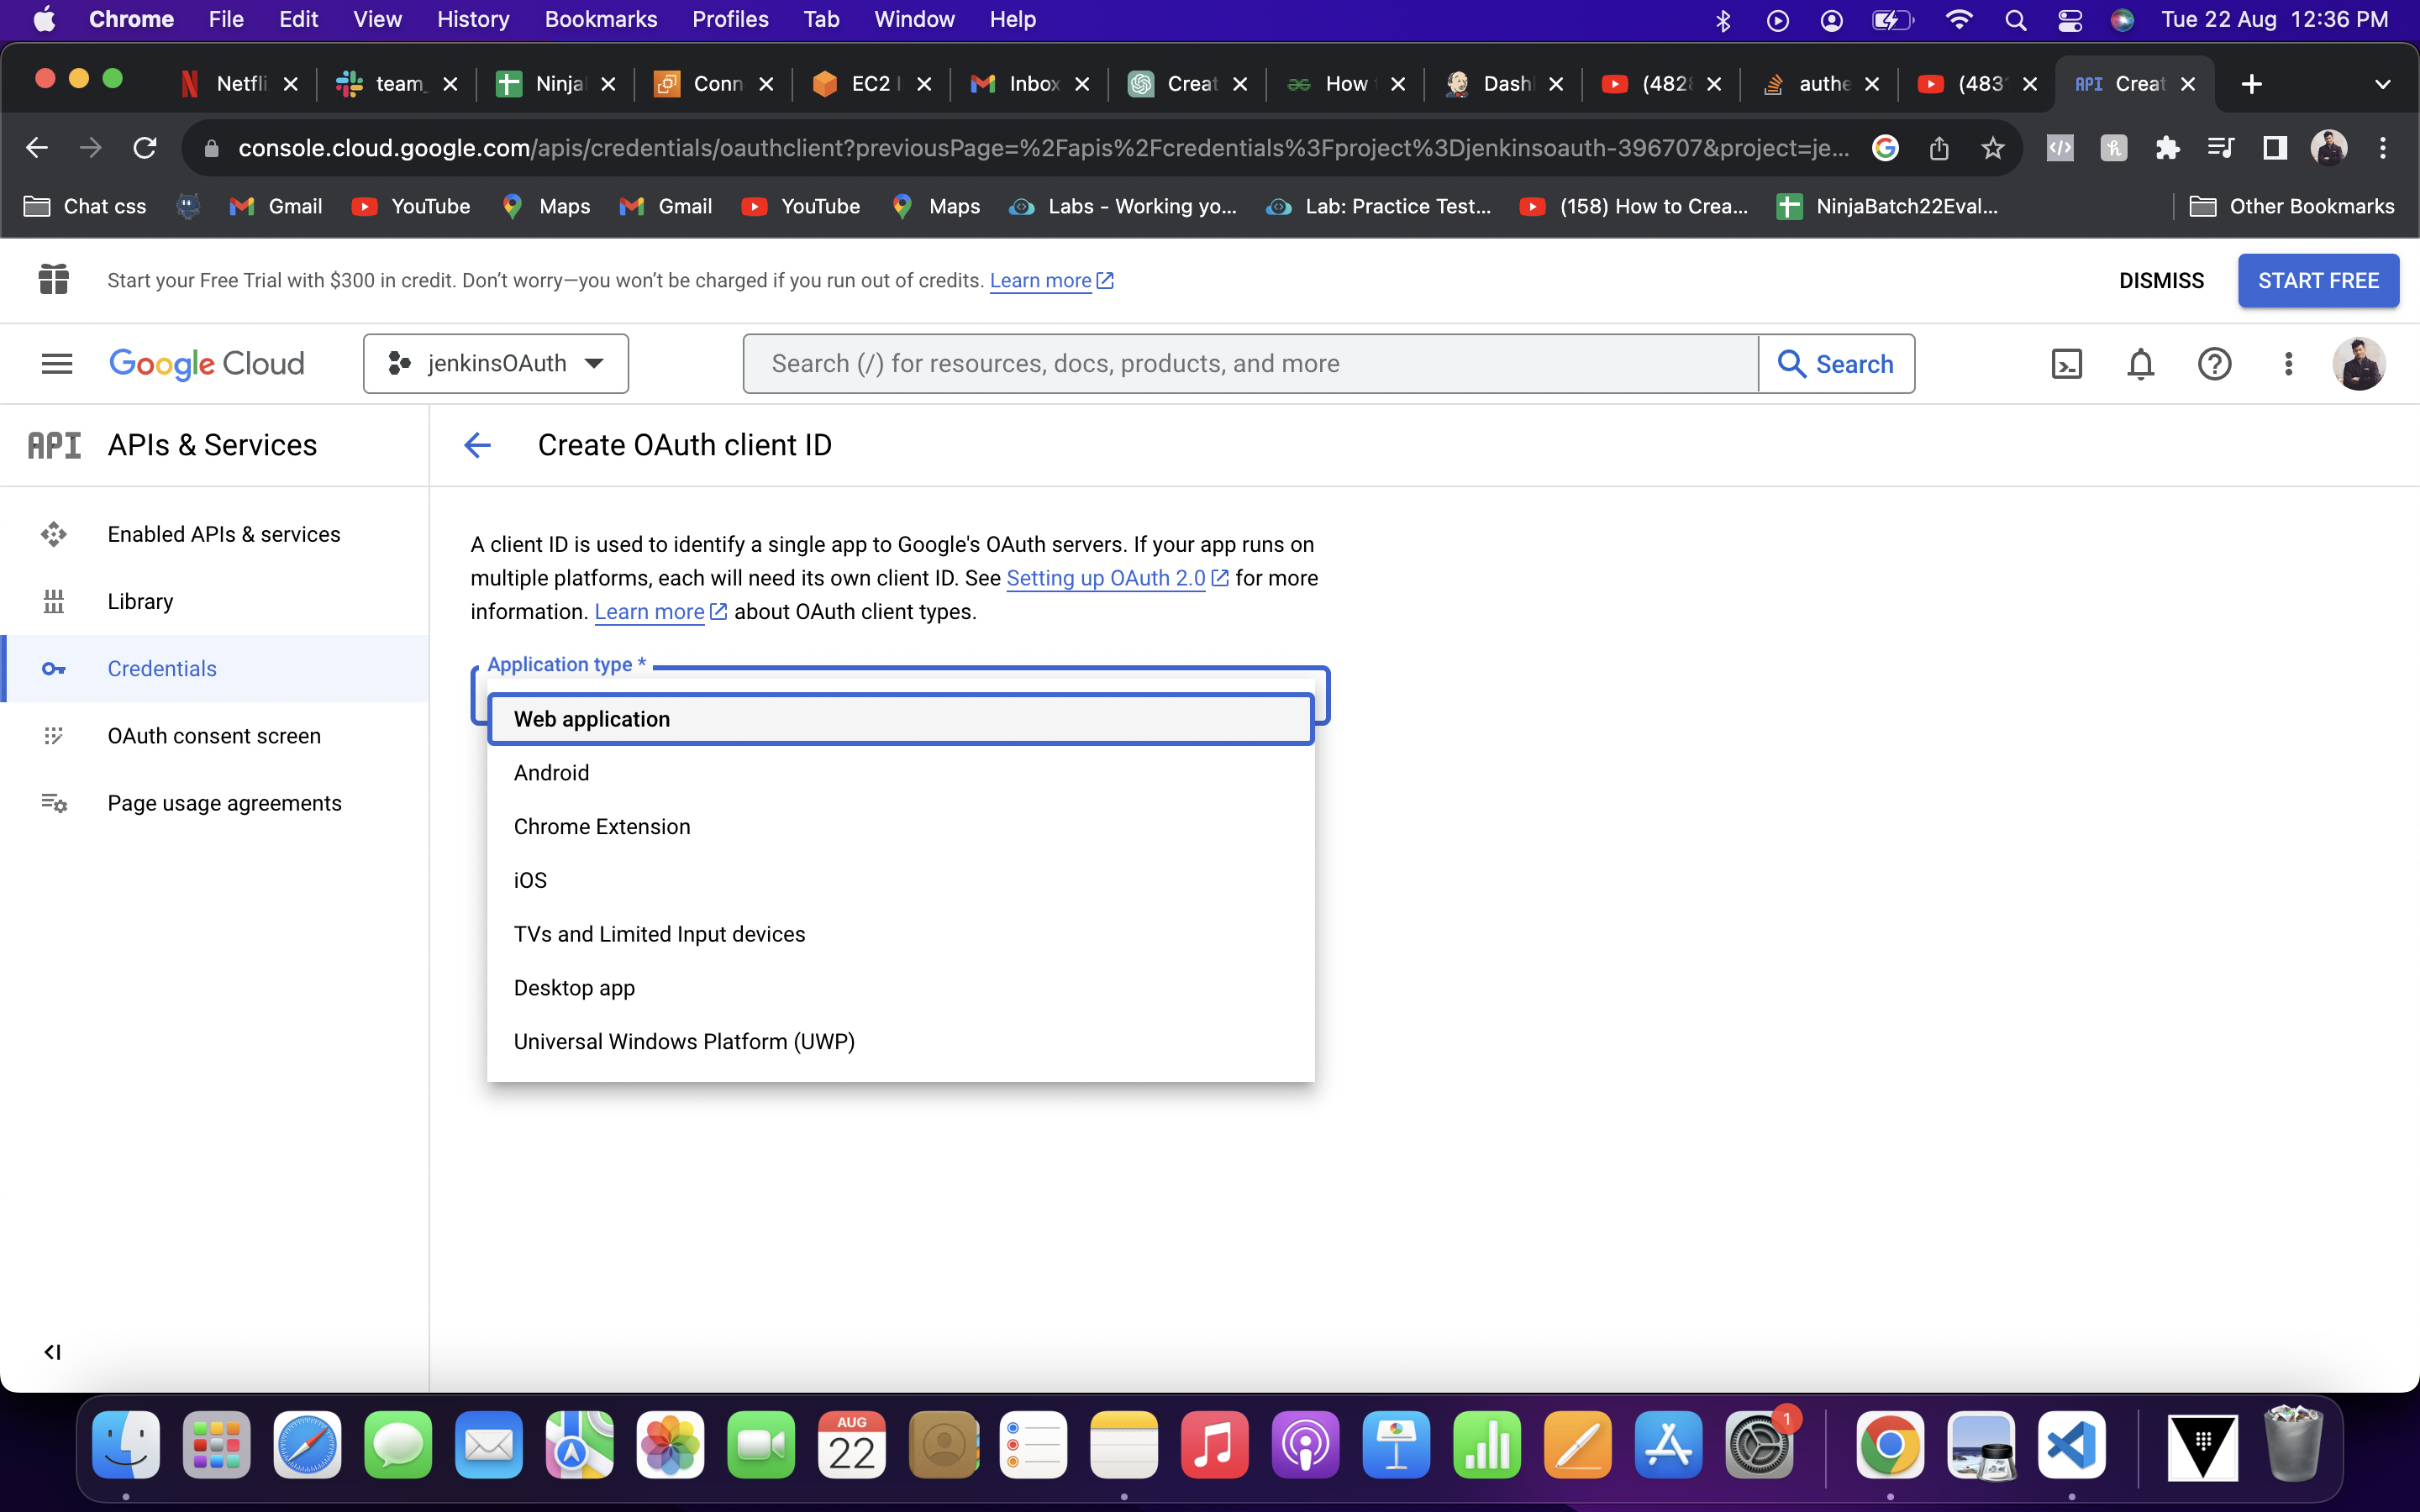 Chrome File Edit View History Bookmarks Profiles Tab Window Help Tue 22 Aug 12:36 PM
Netfli team_ Ninja Conn EC2 I Inbox Creat How t Dash (482 authe (483 API Creat
console.cloud.google.com/apis/credentials/oauthclient?previousPage=%2Fapis%2Fcredentials%3Fproject%3Djenkinsoauth-396707&project=je...
Chat css Gmail YouTube Maps Gmail YouTube Maps Labs - Working yo... Lab: Practice Test... (158) How to Crea... NinjaBatch22Eval... Other Bookmarks
Start your Free Trial with $300 in credit. Don’t worry—you won’t be charged if you run out of credits. Learn more DISMISS START FREE
Google Cloud jenkinsOAuth Search (/) for resources, docs, products, and more Search
API APIs & Services
Create OAuth client ID
Enabled APIs & services
Library
Credentials
OAuth consent screen
Page usage agreements
A client ID is used to identify a single app to Google's OAuth servers. If your app runs on
multiple platforms, each will need its own client ID. See Setting up OAuth 2.0 for more
information. Learn more about OAuth client types.
Application type *
Web application
Android
Chrome Extension
iOS
TVs and Limited Input devices
Desktop app
Universal Windows Platform (UWP)
AUG
22
1